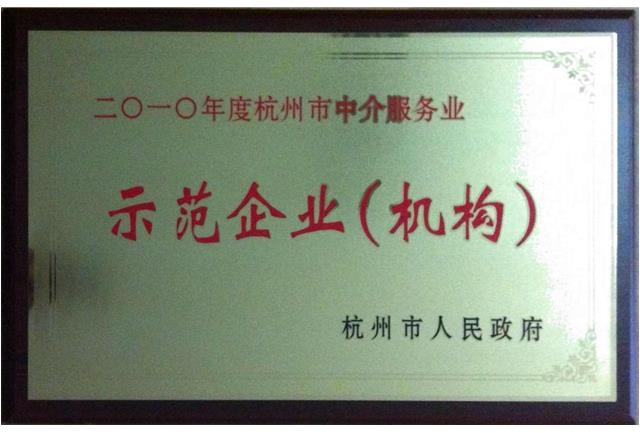 二〇一〇年度杭州市中介服务业
示范企业（机构）
杭州市人民政府